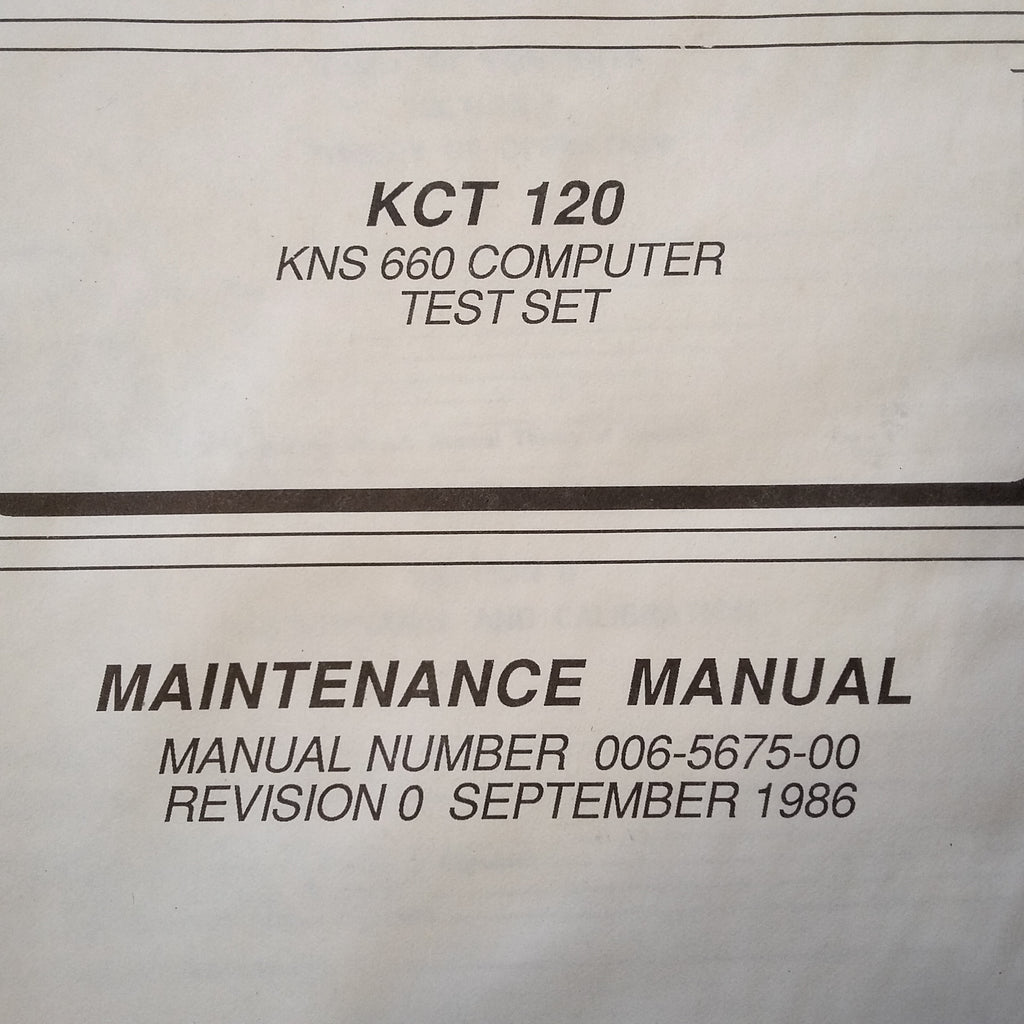 KCT 120
KNS 660 COMPUTER
TEST SET
MAINTENANCE MANUAL
MANUAL NUMBER 006-5675-00
REVISION 0 SEPTEMBER 1986